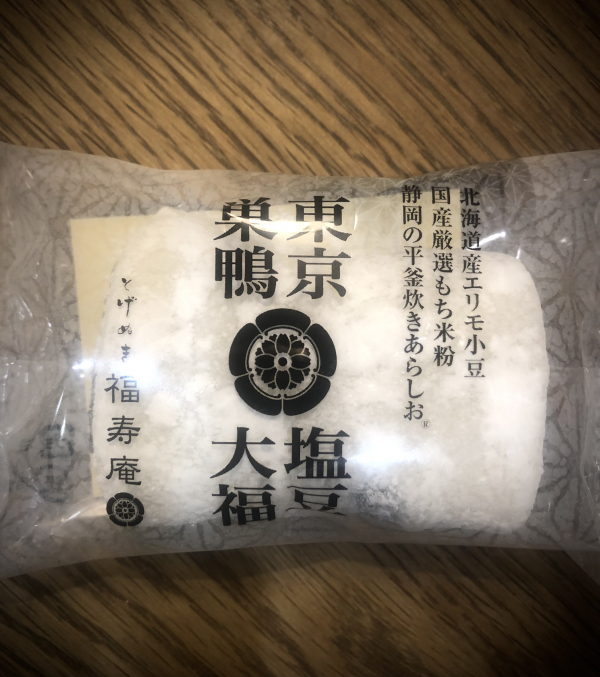 北海道産エリモ小豆
国産厳選もち米粉
静岡の平釜炊きあらしお®
東京
巣鴨
塩豆
大福
とげぬき福寿庵